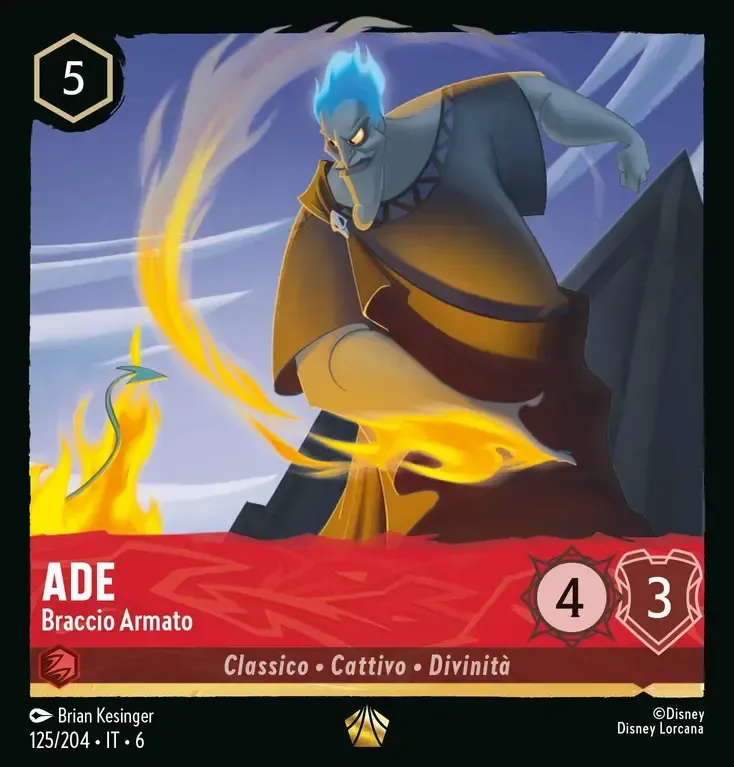 5
ADE
Braccio Armato
4
3
Classico • Cattivo • Divinità
Brian Kesinger
125/204 • IT • 6
©Disney
Disney Lorcana